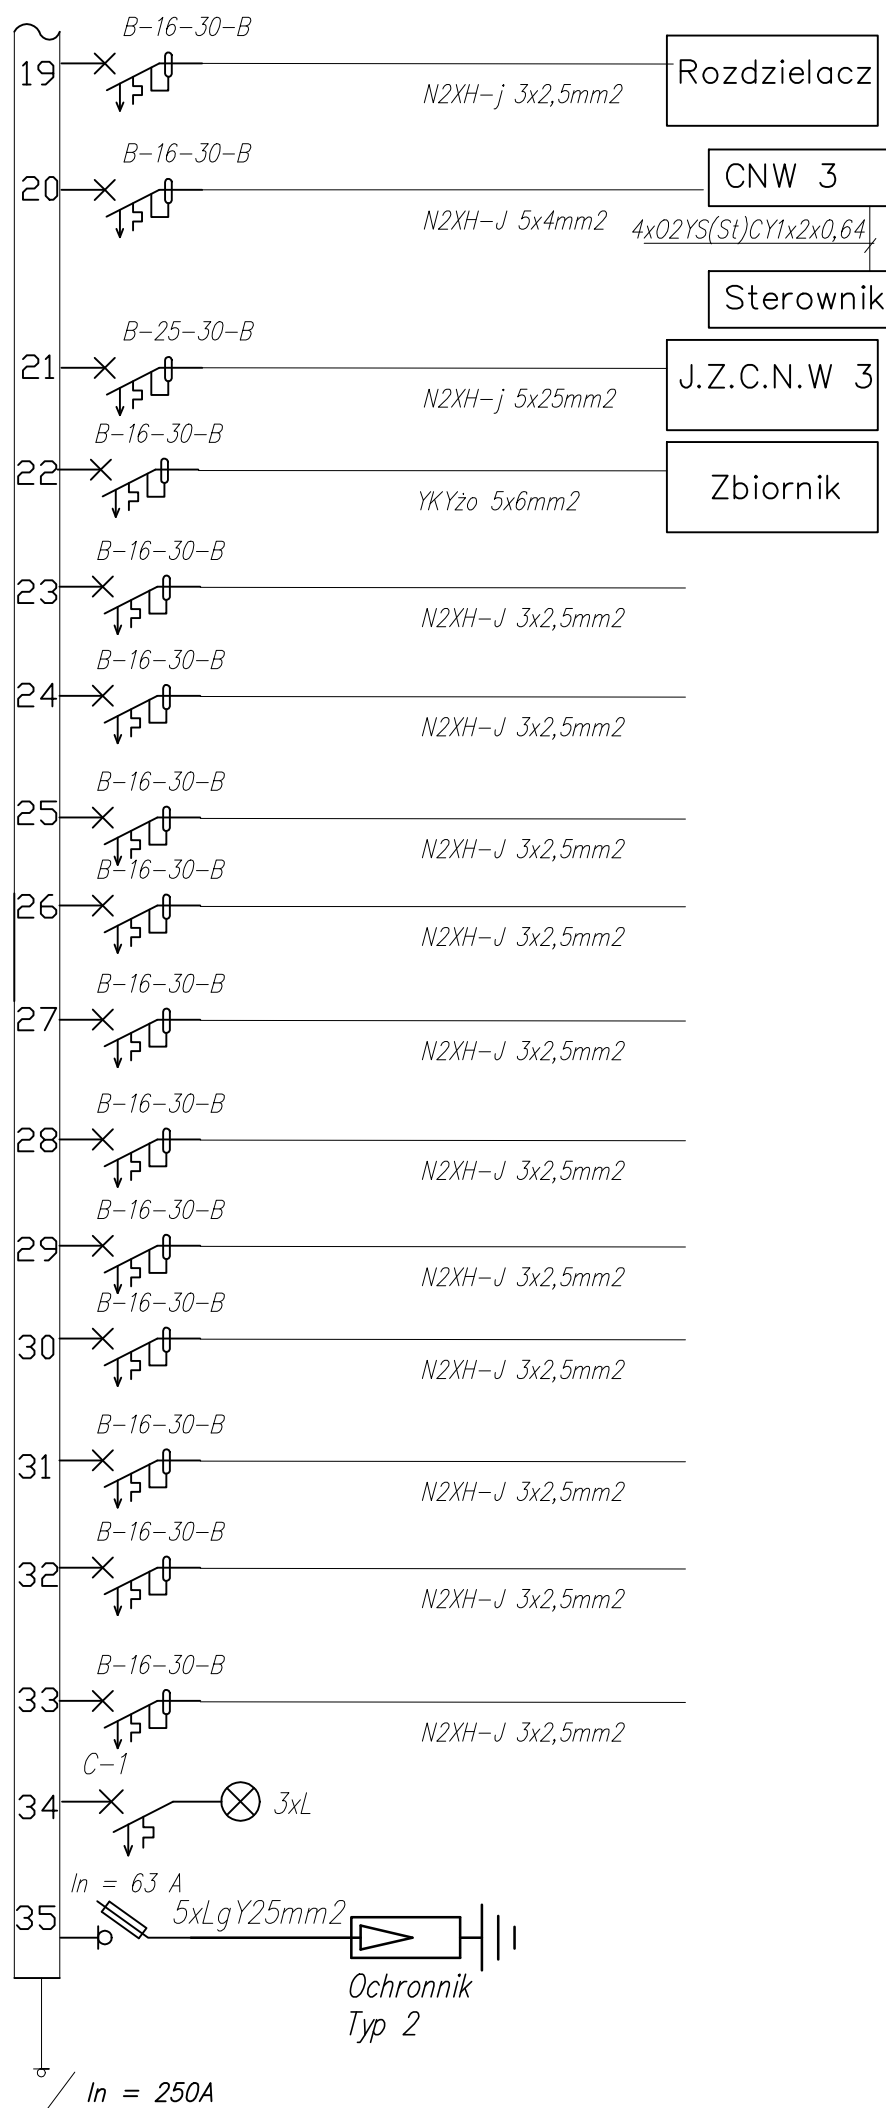 B-16-30-B
19
N2XH-j 3x2,5mm2
Rozdzielacz
B-16-30-B
20
N2XH-J 5x4mm2
CNW 3
4xO2YS(St)CY1x2x0,64
Sterownik
B-25-30-B
21
N2XH-j 5x25mm2
J.Z.C.N.W 3
B-16-30-B
22
YKYżo 5x6mm2
Zbiornik
B-16-30-B
23
N2XH-J 3x2,5mm2
B-16-30-B
24
N2XH-J 3x2,5mm2
B-16-30-B
25
N2XH-J 3x2,5mm2
B-16-30-B
26
N2XH-J 3x2,5mm2
B-16-30-B
27
N2XH-J 3x2,5mm2
B-16-30-B
28
N2XH-J 3x2,5mm2
B-16-30-B
29
N2XH-J 3x2,5mm2
B-16-30-B
30
N2XH-J 3x2,5mm2
B-16-30-B
31
N2XH-J 3x2,5mm2
B-16-30-B
32
N2XH-J 3x2,5mm2
B-16-30-B
33
N2XH-J 3x2,5mm2
C-1
34
3xL
In = 63 A
35
5xLgY25mm2
Ochronnik
Typ 2
In = 250A